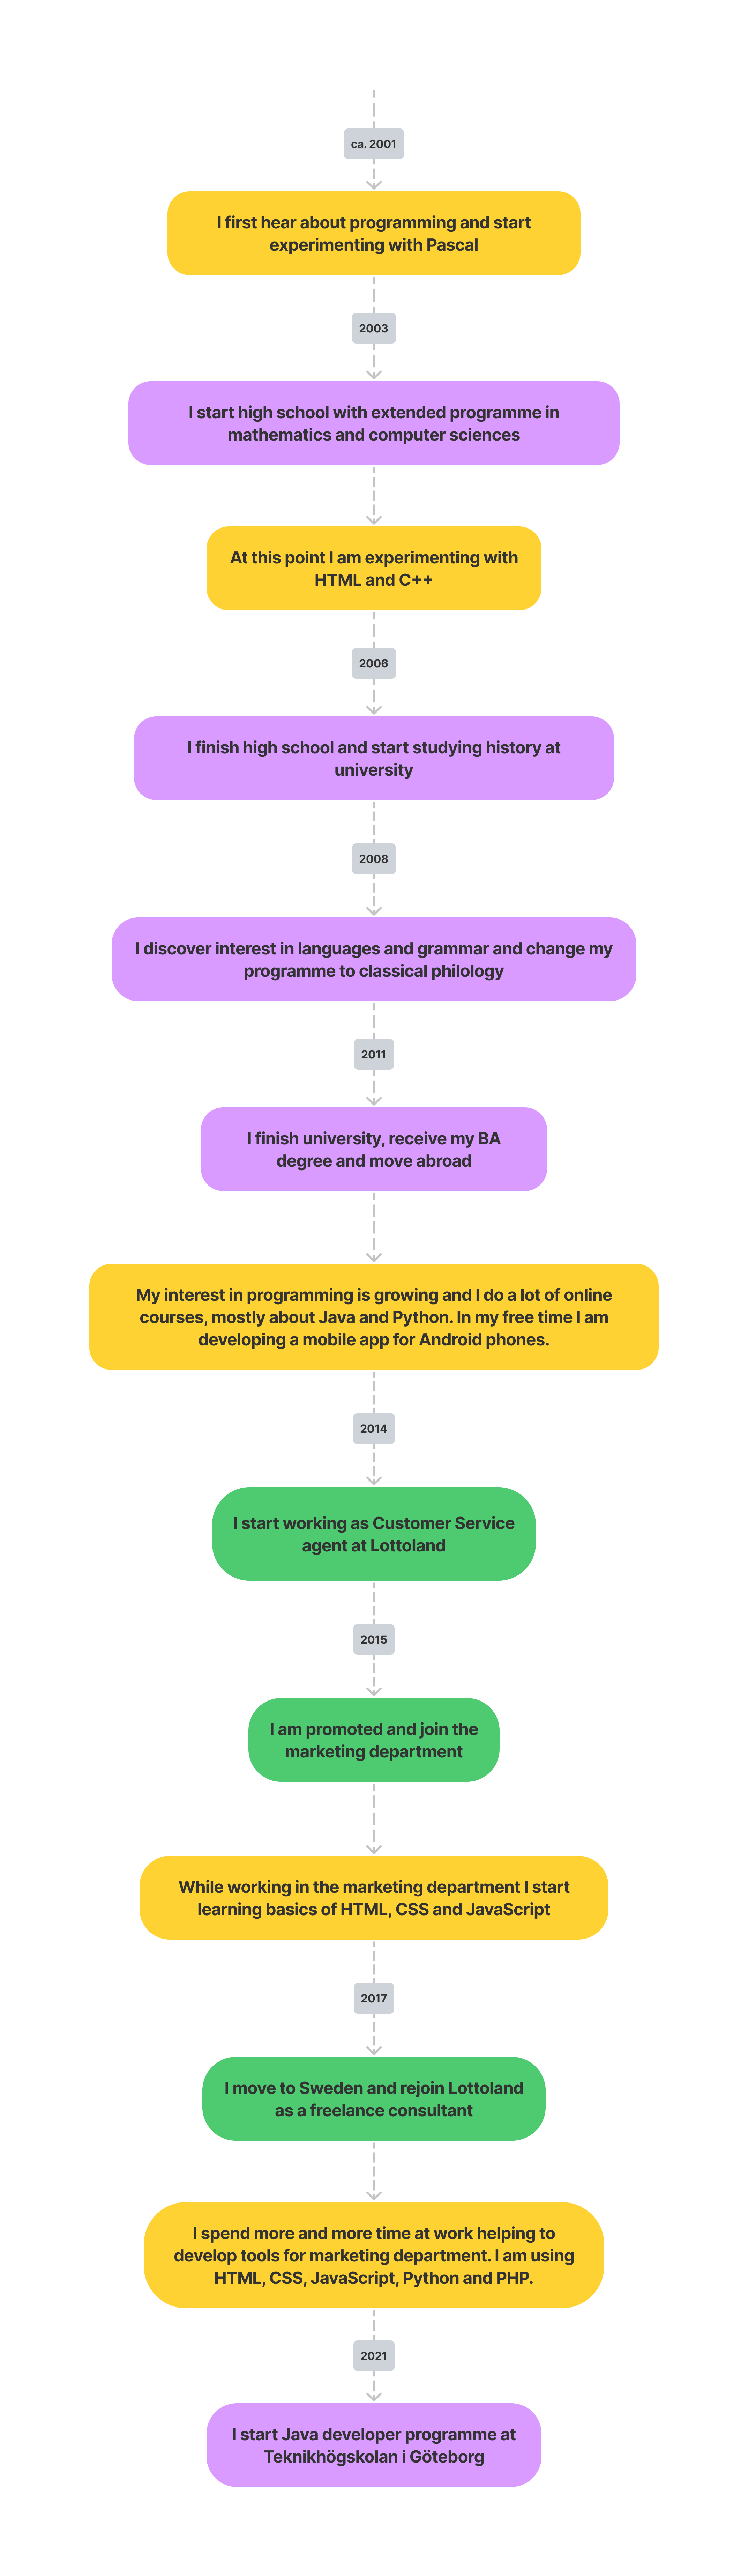 ca. 2001
I first hear about programming and start
experimenting with Pascal
2003
I start high school with extended programme in
mathematics and computer sciences
At this point I am experimenting with
HTML and C++
2006
I finish high school and start studying history at
university
2008
I discover interest in languages and grammar and change my
programme to classical philology
2011
I finish university, receive my BA
degree and move abroad
My interest in programming is growing and I do a lot of online
courses, mostly about Java and Python. In my free time I am
developing a mobile app for Android phones.
2014
I start working as Customer Service
agent at Lottoland
2015
I am promoted and join the
marketing department
While working in the marketing department I start
learning basics of HTML, CSS and JavaScript
2017
I move to Sweden and rejoin Lottoland
as a freelance consultant
I spend more and more time at work helping to
develop tools for marketing department. I am using
HTML, CSS, JavaScript, Python and PHP.
2021
I start Java developer programme at
Teknikhögskolan i Göteborg